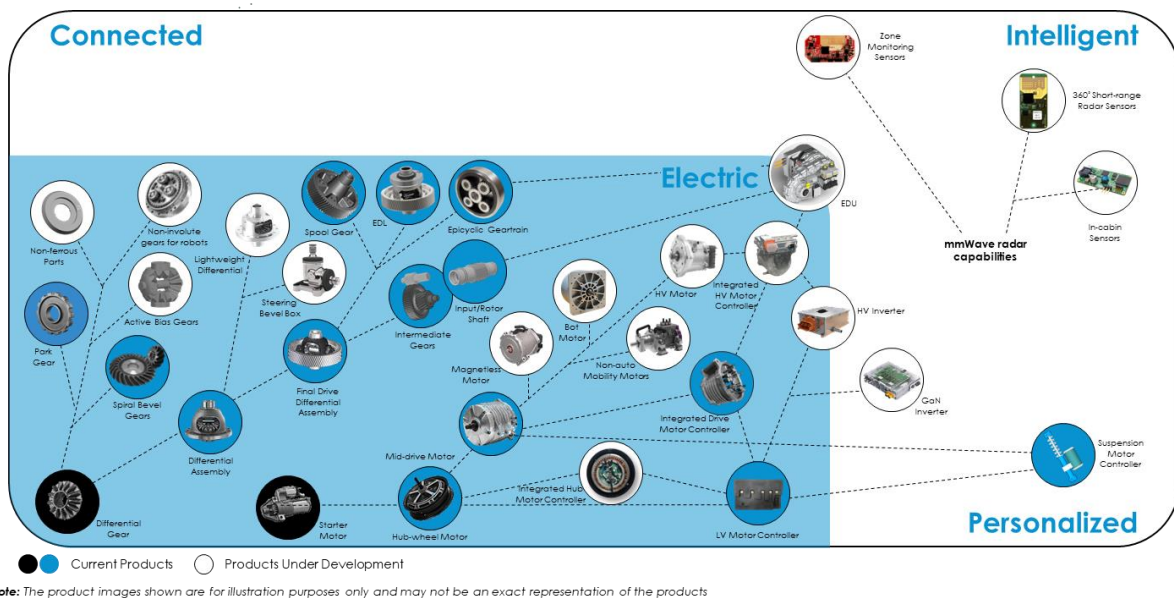 Connected
Intelligent
Zone
Monitoring
Sensors
360° Short-range
Radar Sensors
In-cabin
Sensors
mmWave radar
capabilities
Electric
EDU
Non-ferrous
Parts
Non-involute
gears for robots
Lightweight
Differential
Spool Gear
EDL
Epicyclic Geartrain
Active Bias Gears
Steering
Bevel Box
Intermediate
Gears
Input/Rotor
Shaft
HV Motor
Integrated
HV Motor
Controller
HV Inverter
Park
Gear
Spiral Bevel
Gears
Final Drive
Differential
Assembly
Magnetless
Motor
Bot
Motor
Non-auto
Mobility Motors
Integrated Drive
Motor Controller
GaN
Inverter
Differential
Assembly
Mid-drive Motor
Suspension
Motor
Controller
Differential
Gear
Starter
Motor
Hub-wheel Motor
Integrated Hub
Motor Controller
LV Motor Controller
Personalized
Current Products
Products Under Development
ote: The product images shown are for illustration purposes only and may not be an exact representation of the products